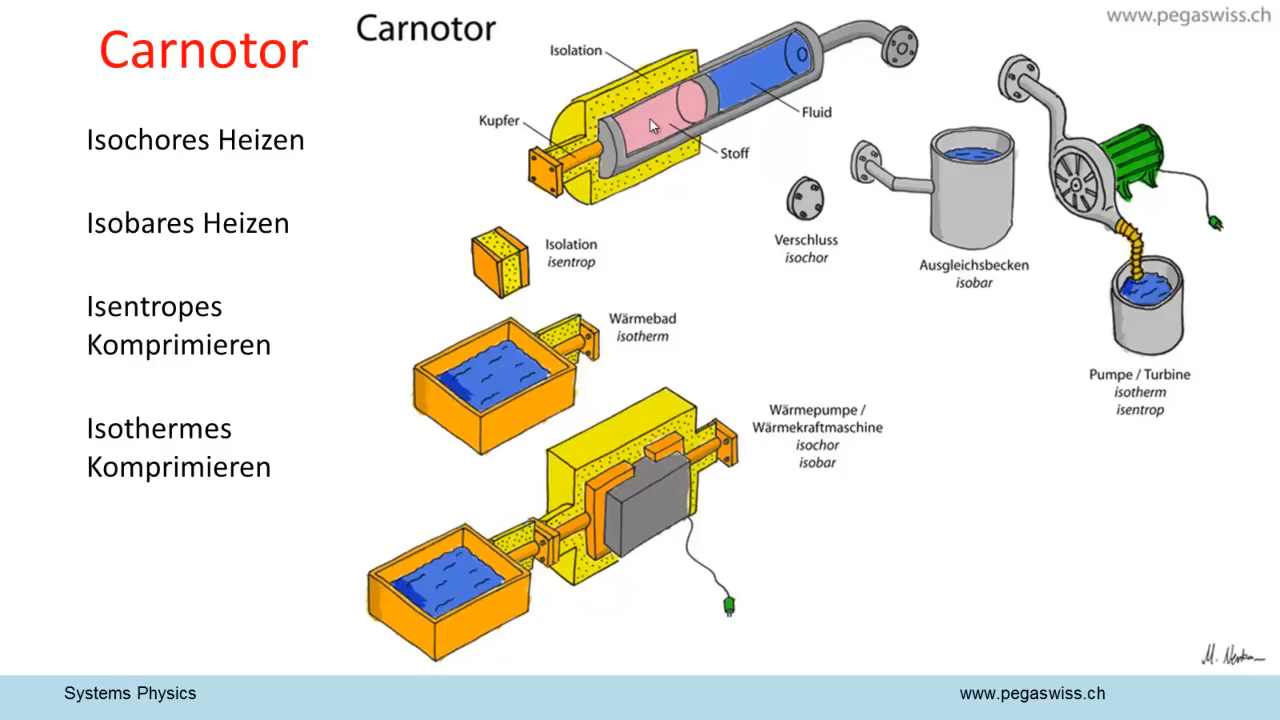 Carnotor
Isochores Heizen
Isobares Heizen
Isentropes
Komprimieren
Isothermes
Komprimieren
Carnotor
www.pegaswiss.ch
Isolation
Kupfer
Fluid
Stoff
Isolation
isentrop
Verschluss
isochor
Ausgleichsbecken
isobar
Wärmebad
isotherm
Pumpe / Turbine
isotherm
isentrop
Wärmepumpe /
Wärmekraftmaschine
isochor
isobar
Systems Physics
www.pegaswiss.ch